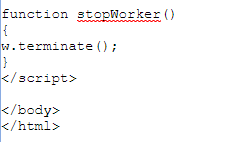 function stopWorker()
{
w.terminate();
}
</script>
</body>
</html>